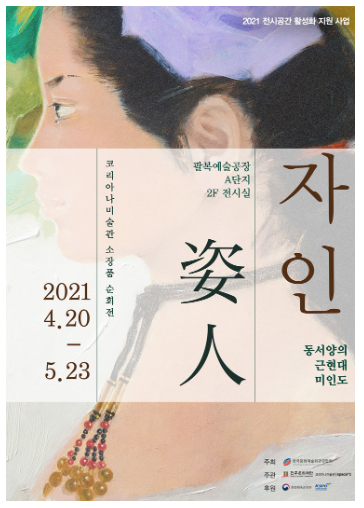 2021 전시공간 활성화 지원 사업
자인
姿人
동서양의
근현대
미인도
팔복예술공장
A단지
2F 전시실
코리아나미술관 소장품 순회전
2021
4.20
–
5.23
주최
주관
후원